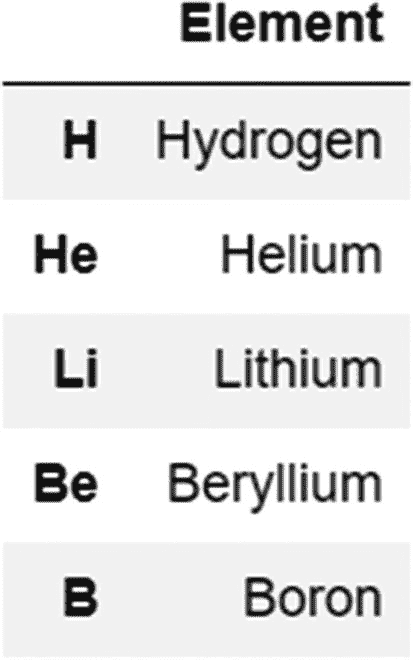 Element
H Hydrogen
He Helium
Li Lithium
Be Beryllium
B Boron